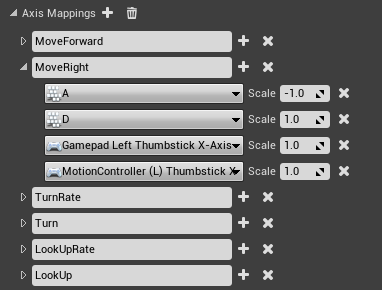 Axis Mappings
MoveForward
MoveRight
A Scale -1.0
D Scale 1.0
Gamepad Left Thumbstick X-Axis Scale 1.0
MotionController (L) Thumbstick X Scale 1.0
TurnRate
Turn
LookUpRate
LookUp